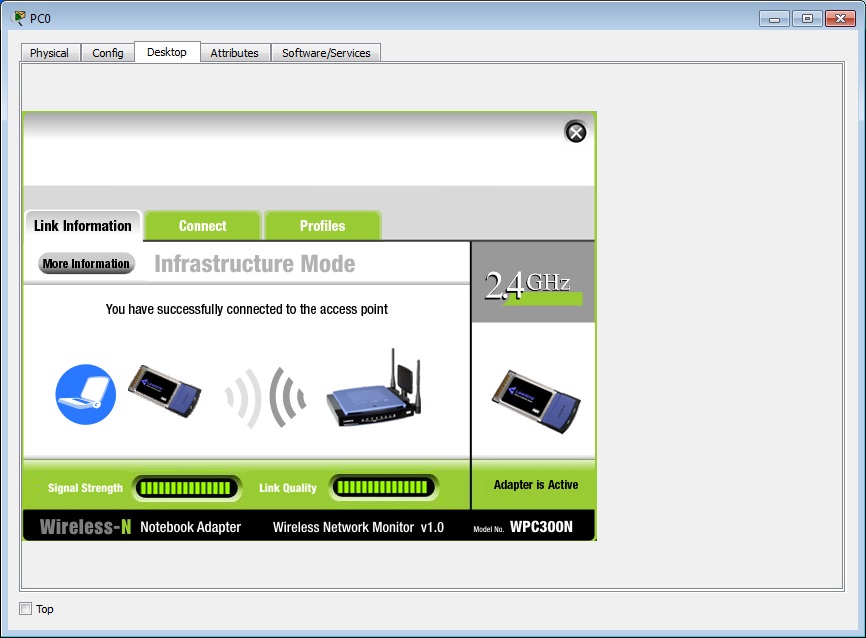 PC0
Physical Config Desktop Attributes Software/Services
Link Information Connect Profiles
More Information Infrastructure Mode
2.4GHz
You have successfully connected to the access point
Signal Strength Link Quality
Adapter is Active
Wireless-N Notebook Adapter Wireless Network Monitor v1.0 Model No. WPC300N
Top